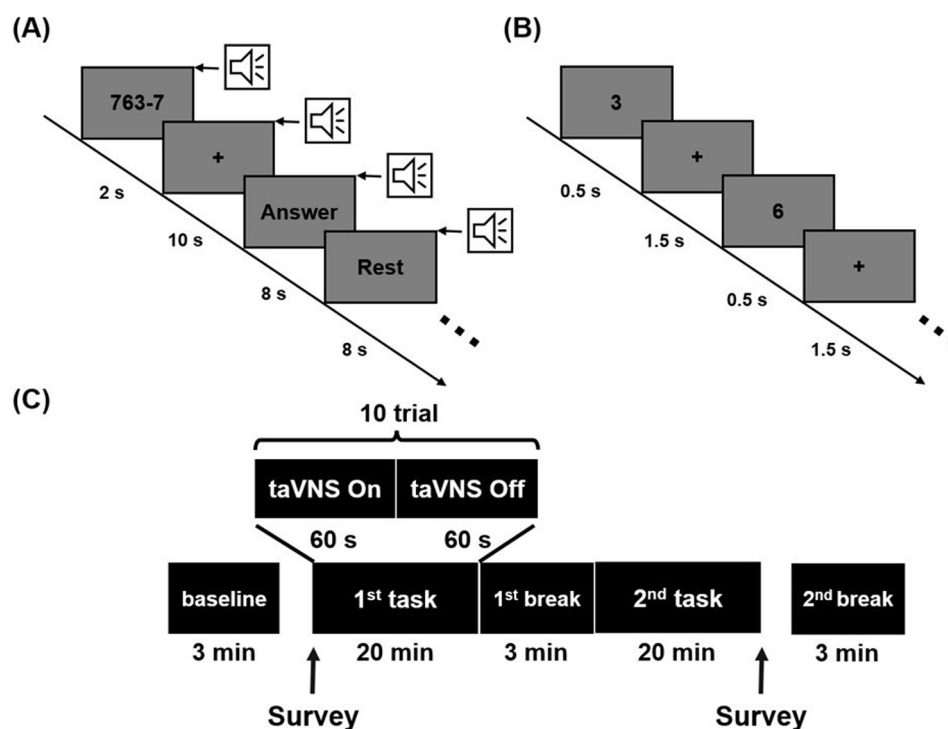 (A)
763-7
+
Answer
Rest
2 s
10 s
8 s
8 s
(B)
3
+
6
+
0.5 s
1.5 s
0.5 s
1.5 s
(C)
10 trial
taVNS On taVNS Off
60 s 60 s
baseline 1st task 1st break 2nd task 2nd break
3 min 20 min 3 min 20 min 3 min
Survey Survey